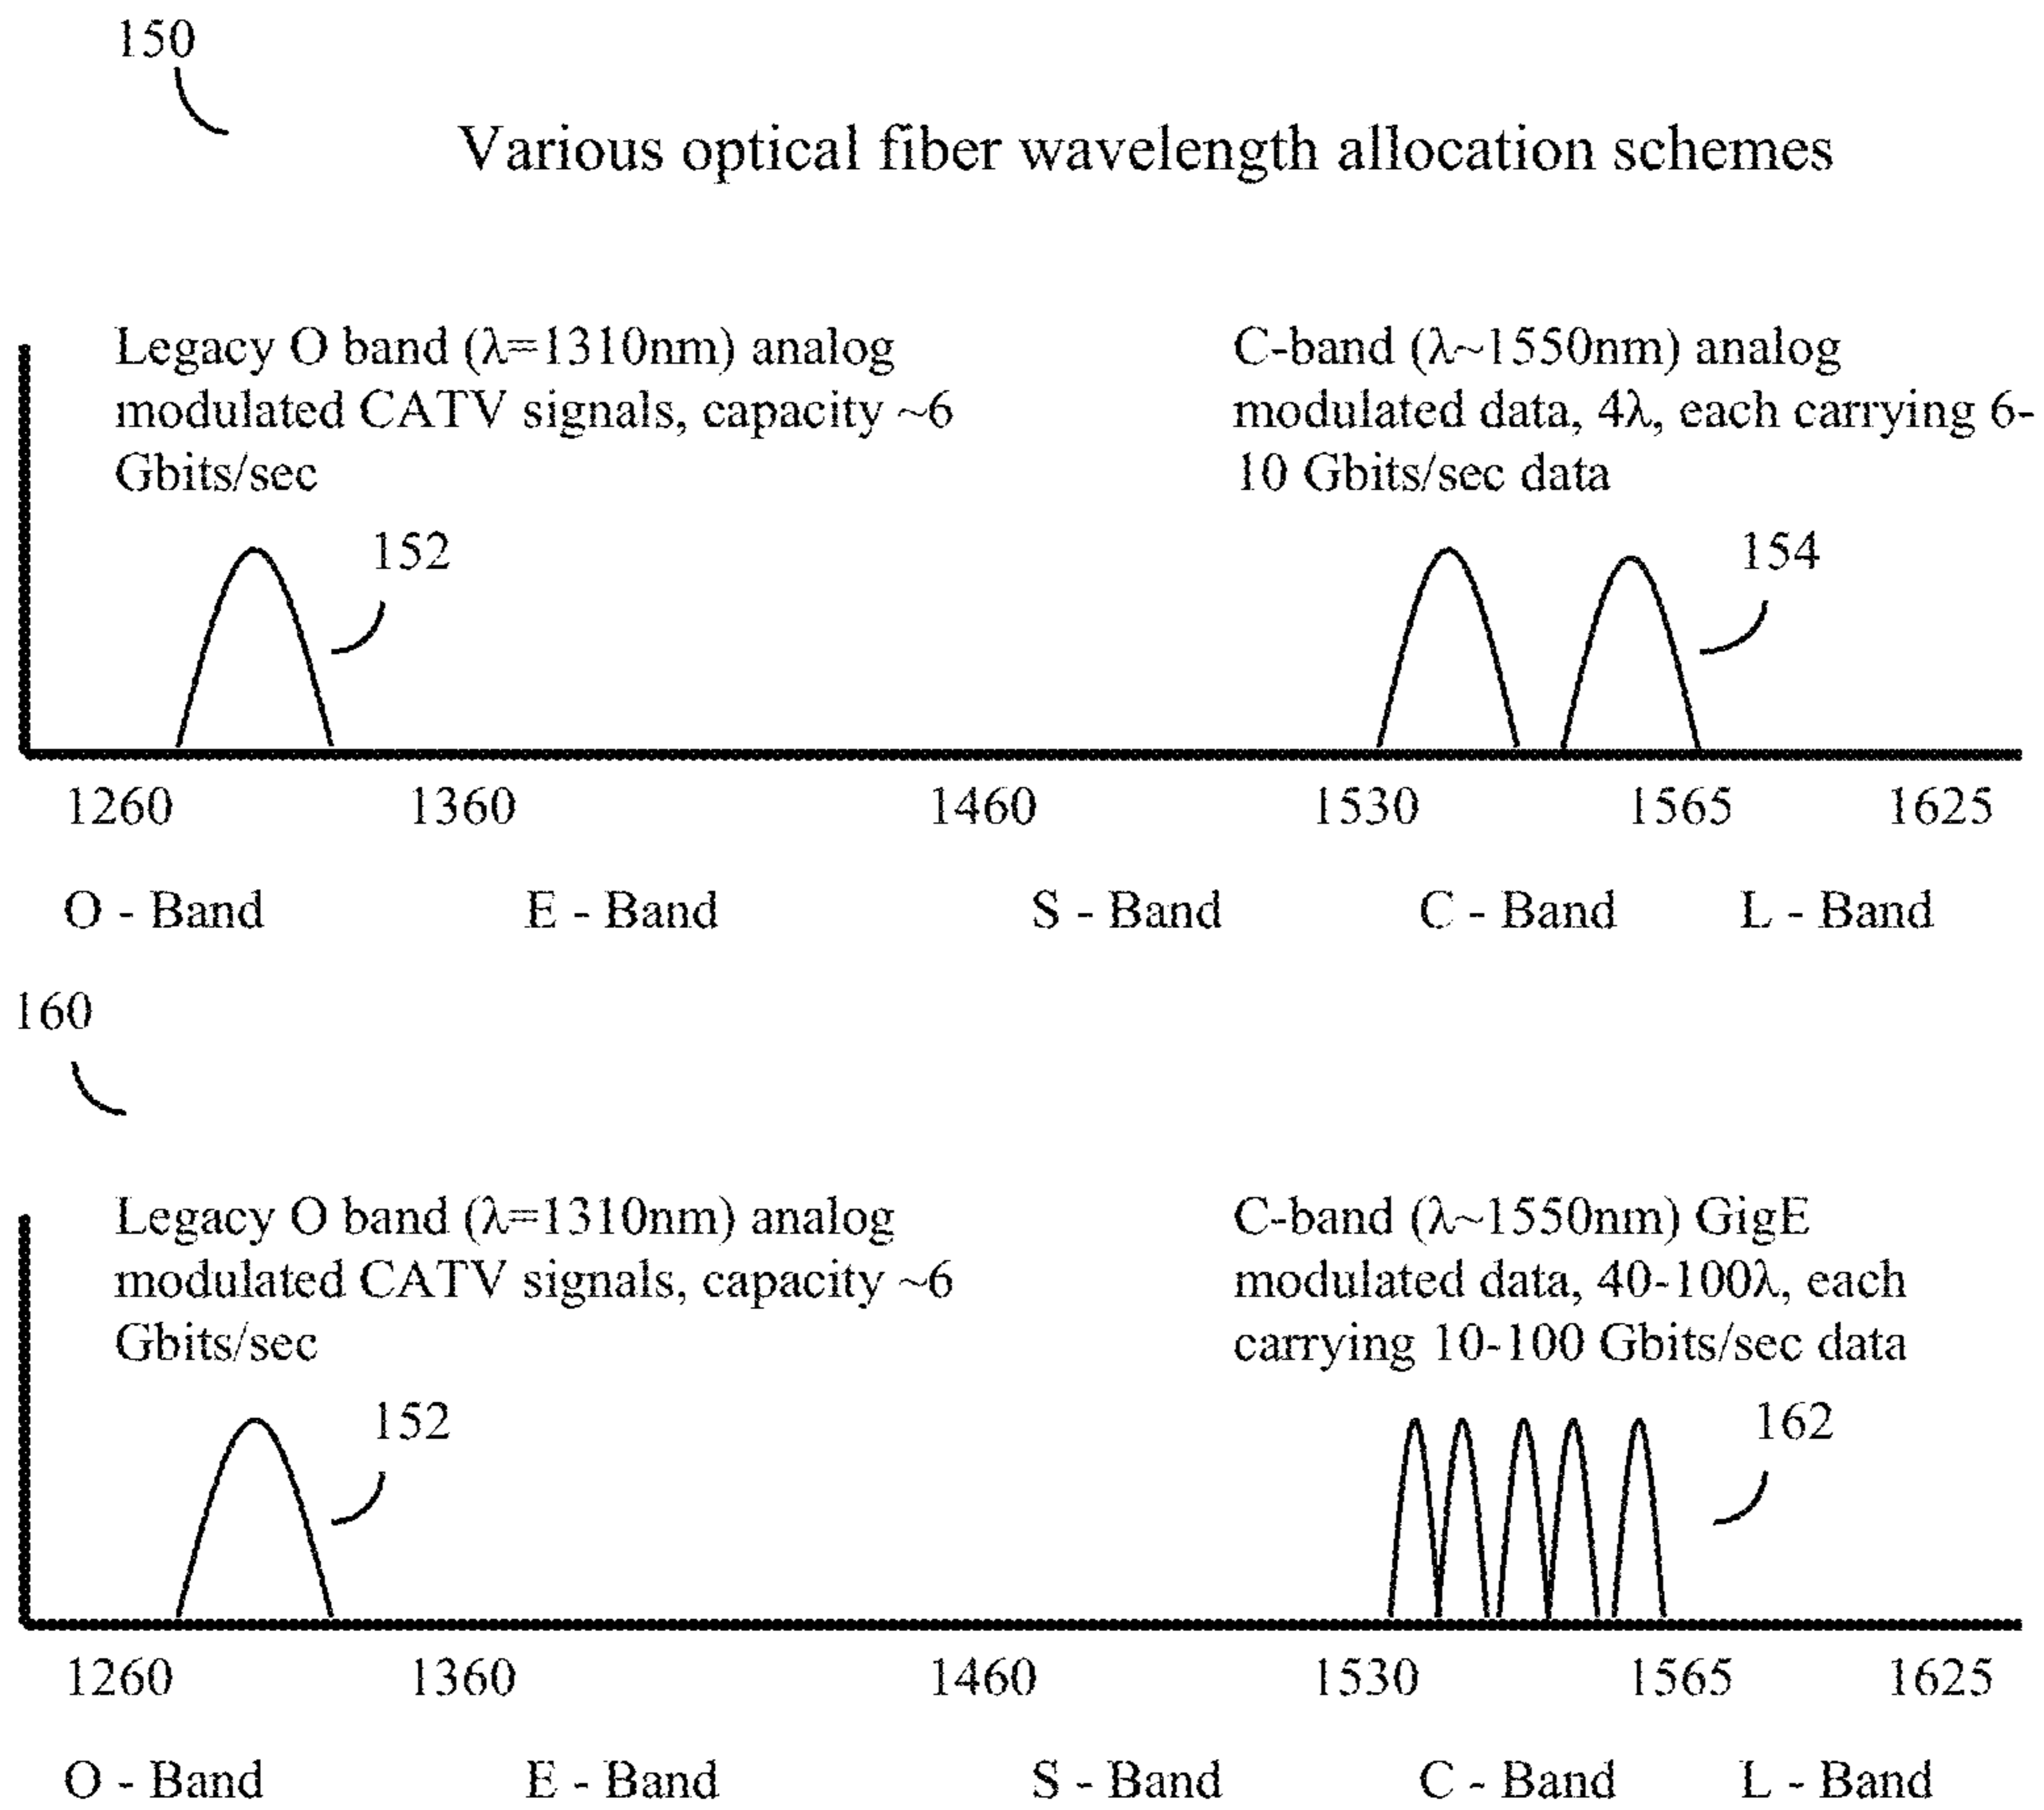 150
Various optical fiber wavelength allocation schemes
Legacy O band (λ=1310nm) analog
modulated CATV signals, capacity ~6
Gbits/sec
C-band (λ~1550nm) analog
modulated data, 4λ, each carrying 6-
10 Gbits/sec data
152
154
1260 1360 1460 1530 1565 1625
O - Band E - Band S - Band C - Band L - Band
160
Legacy O band (λ=1310nm) analog
modulated CATV signals, capacity ~6
Gbits/sec
C-band (λ~1550nm) GigE
modulated data, 40-100λ, each
carrying 10-100 Gbits/sec data
152
162
1260 1360 1460 1530 1565 1625
O - Band E - Band S - Band C - Band L - Band